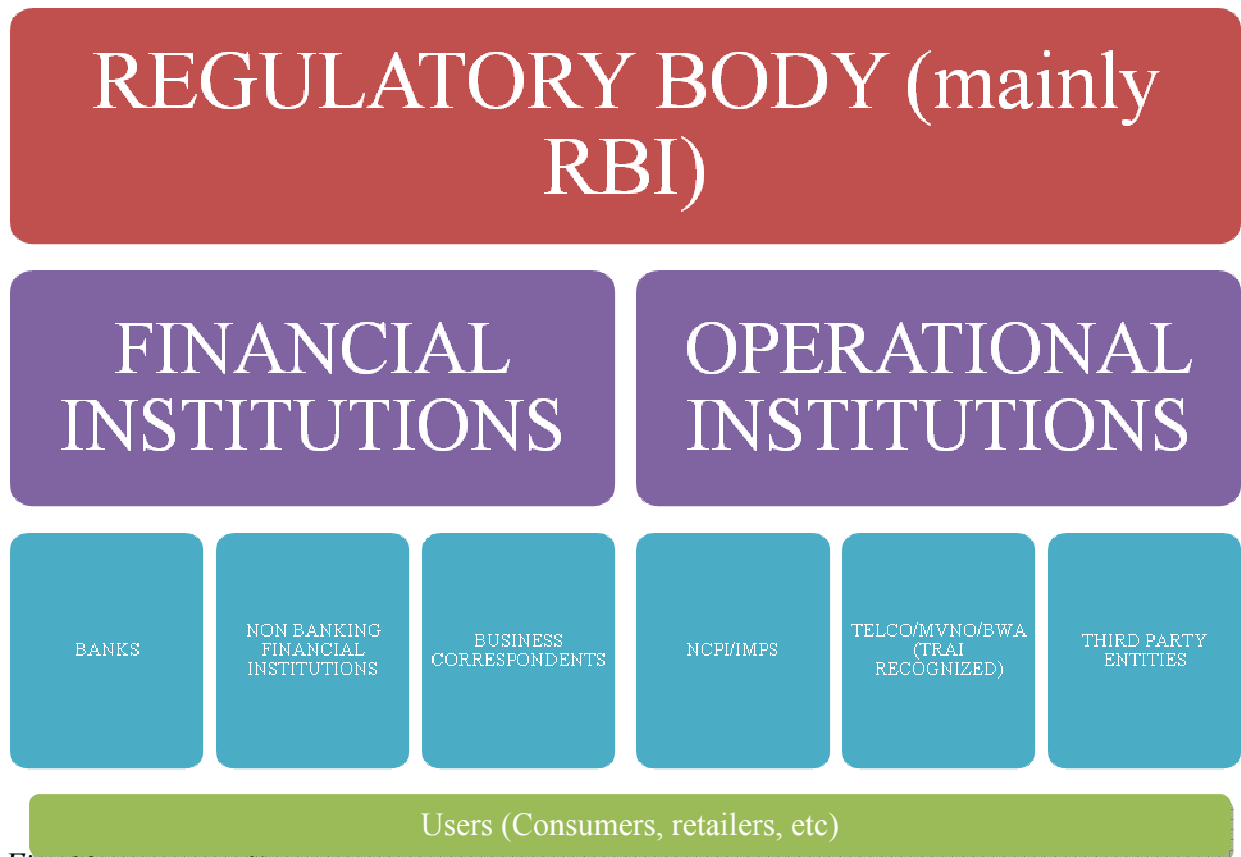 REGULATORY BODY (mainly
RBI)
FINANCIAL
INSTITUTIONS
OPERATIONAL
INSTITUTIONS
BANKS
NON BANKING
FINANCIAL
INSTITUTIONS
BUSINESS
CORRESPONDENTS
NCPI/IMPS
TELCO/MVNO/BWA
(TRAI
RECOGNIZED)
THIRD PARTY
ENTITIES
Users (Consumers, retailers, etc)